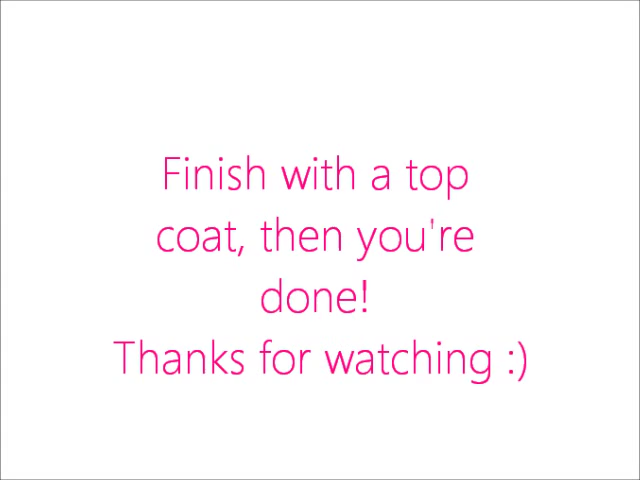 Finish with a top
coat, then you're
done!
Thanks for watching :)